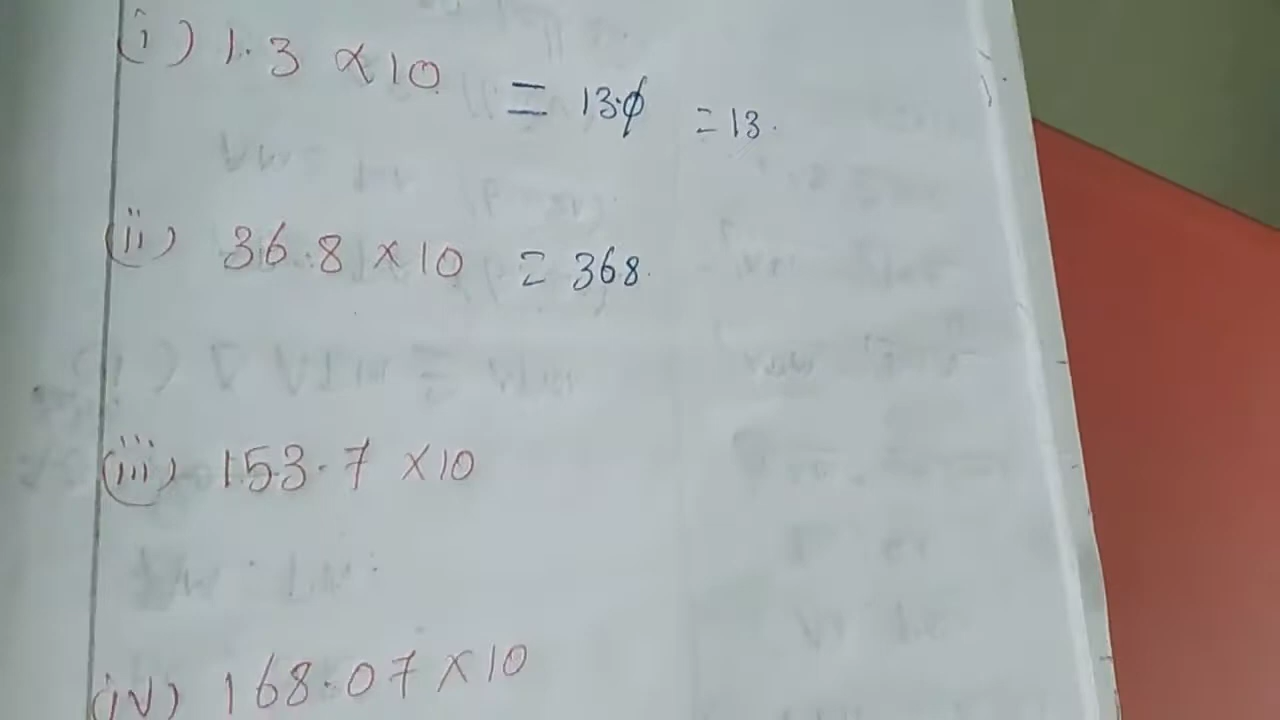 (i) 1.3 ×10 = 13.0 = 13.
(ii) 36.8 × 10 = 368.
(iii) 153.7 ×10
(iv) 168.07 ×10